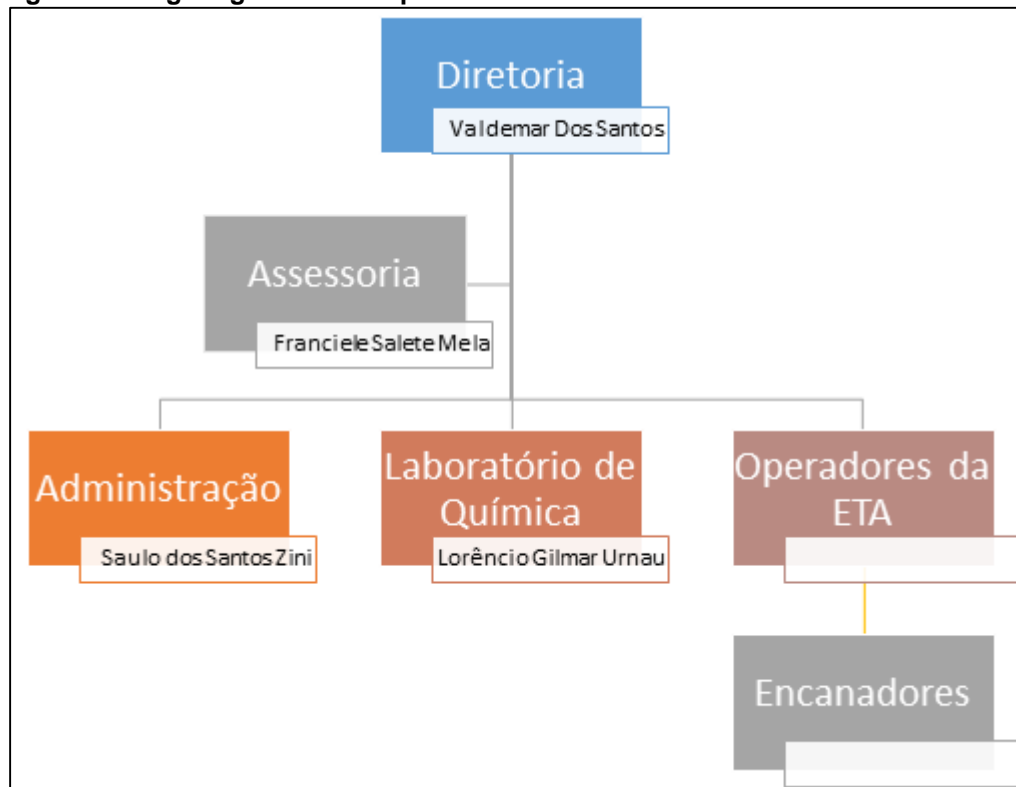 Diretoria
Valdemar Dos Santos
Assessoria
Franciele Salete Mela
Administração
Saulo dos Santos Zini
Laboratório de
Química
Lorêncio Gilmar Urnau
Operadores da
ETA
Encanadores